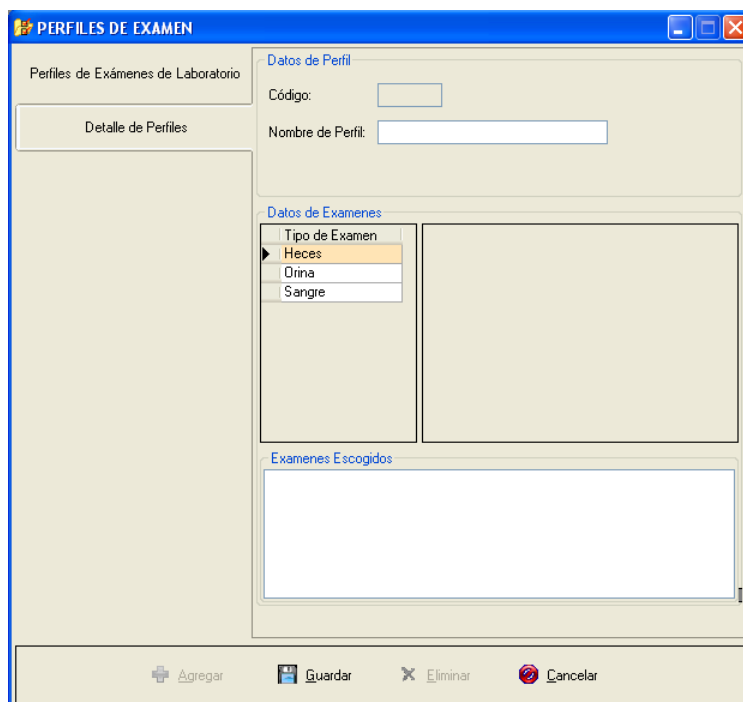 PERFILES DE EXAMEN
Perfiles de Exámenes de Laboratorio
Detalle de Perfiles
Datos de Perfil
Código:
Nombre de Perfil:
Datos de Examenes
Tipo de Examen
Heces
Orina
Sangre
Examenes Escogidos
Agregar
Guardar
Eliminar
Cancelar